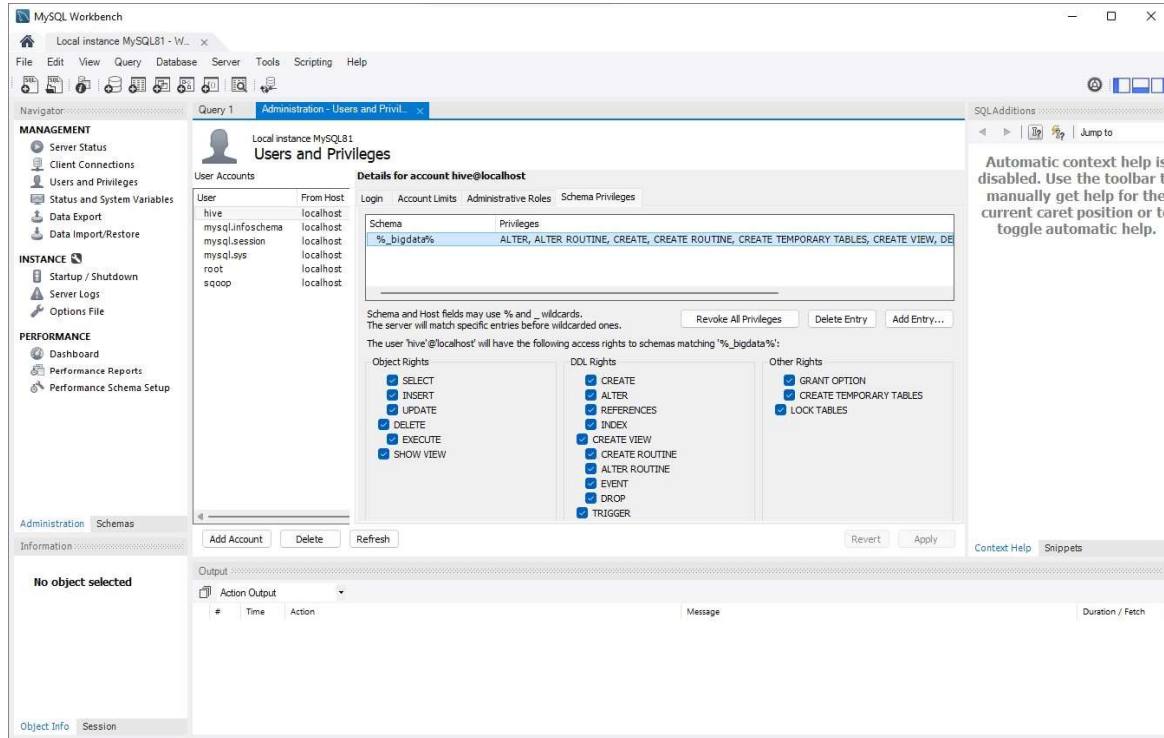 MySQL Workbench
Local instance MySQL81 - W... ×
File Edit View Query Database Server Tools Scripting Help
Navigator
MANAGEMENT
Server Status
Client Connections
Users and Privileges
Status and System Variables
Data Export
Data Import/Restore
INSTANCE
Startup / Shutdown
Server Logs
Options File
PERFORMANCE
Dashboard
Performance Reports
Performance Schema Setup
Administration Schemas
Information
No object selected
Object Info Session
Query 1 Administration - Users and Privil... ×
Local instance MySQL81
Users and Privileges
User Accounts
User From Host
hive localhost
mysql.infoschema localhost
mysql.session localhost
mysql.sys localhost
root localhost
sqoop localhost
Add Account Delete Refresh
Details for account hive@localhost
Login Account Limits Administrative Roles Schema Privileges
Schema Privileges
%_bigdata% ALTER, ALTER ROUTINE, CREATE, CREATE ROUTINE, CREATE TEMPORARY TABLES, CREATE VIEW, DE
Schema and Host fields may use % and _ wildcards.
The server will match specific entries before wildcarded ones.
Revoke All Privileges Delete Entry Add Entry...
The user 'hive'@'localhost' will have the following access rights to schemas matching '%_bigdata%':
Object Rights
SELECT
INSERT
UPDATE
DELETE
EXECUTE
SHOW VIEW
DDL Rights
CREATE
ALTER
REFERENCES
INDEX
CREATE VIEW
CREATE ROUTINE
ALTER ROUTINE
EVENT
DROP
TRIGGER
Other Rights
GRANT OPTION
CREATE TEMPORARY TABLES
LOCK TABLES
Revert Apply
Output
Action Output
# Time Action Message Duration / Fetch
SQLAdditions
Jump to
Automatic context help is
disabled. Use the toolbar t
manually get help for the
current caret position or to
toggle automatic help.
Context Help Snippets